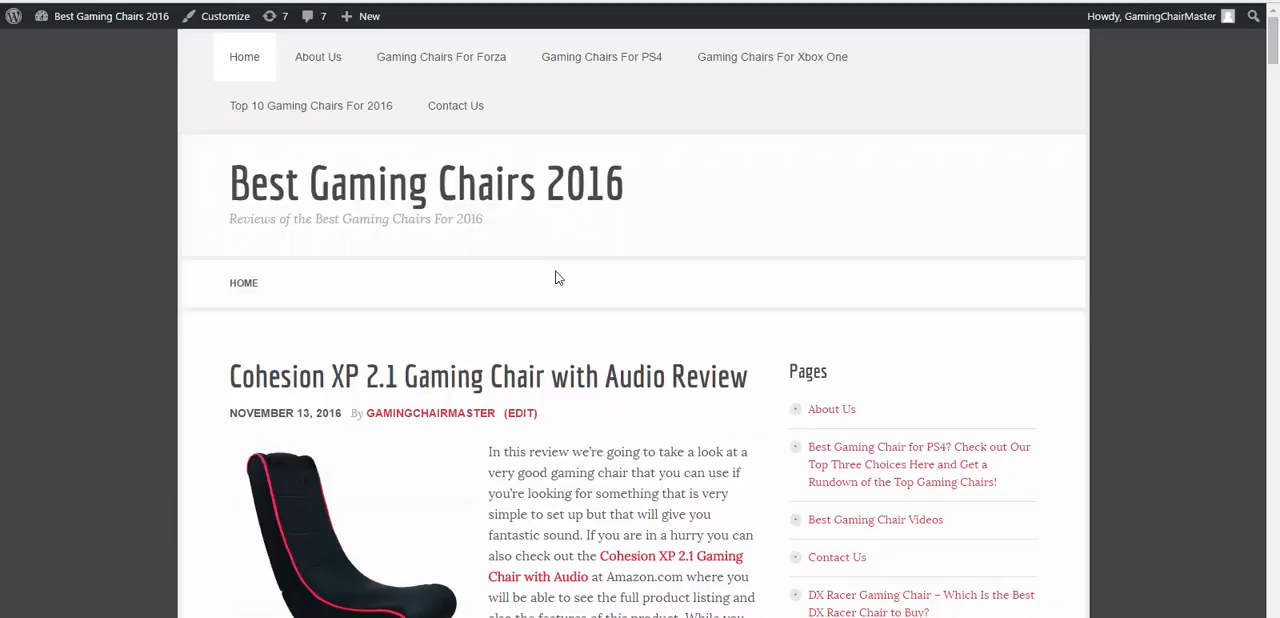 Best Gaming Chairs 2016 Customize 7 7 New Howdy, GamingChairMaster
Home About Us Gaming Chairs For Forza Gaming Chairs For PS4 Gaming Chairs For Xbox One
Top 10 Gaming Chairs For 2016 Contact Us
Best Gaming Chairs 2016
Reviews of the Best Gaming Chairs For 2016
HOME
Cohesion XP 2.1 Gaming Chair with Audio Review
NOVEMBER 13, 2016 By GAMINGCHAIRMASTER (EDIT)
In this review we're going to take a look at a
very good gaming chair that you can use if
you're looking for something that is very
simple to set up but that will give you
fantastic sound. If you are in a hurry you can
also check out the Cohesion XP 2.1 Gaming
Chair with Audio at Amazon.com where you
will be able to see the full product listing and
also the features of this product. While you
Pages
About Us
Best Gaming Chair for PS4? Check out Our
Top Three Choices Here and Get a
Rundown of the Top Gaming Chairs!
Best Gaming Chair Videos
Contact Us
DX Racer Gaming Chair – Which Is the Best
DX Racer Chair to Buy?